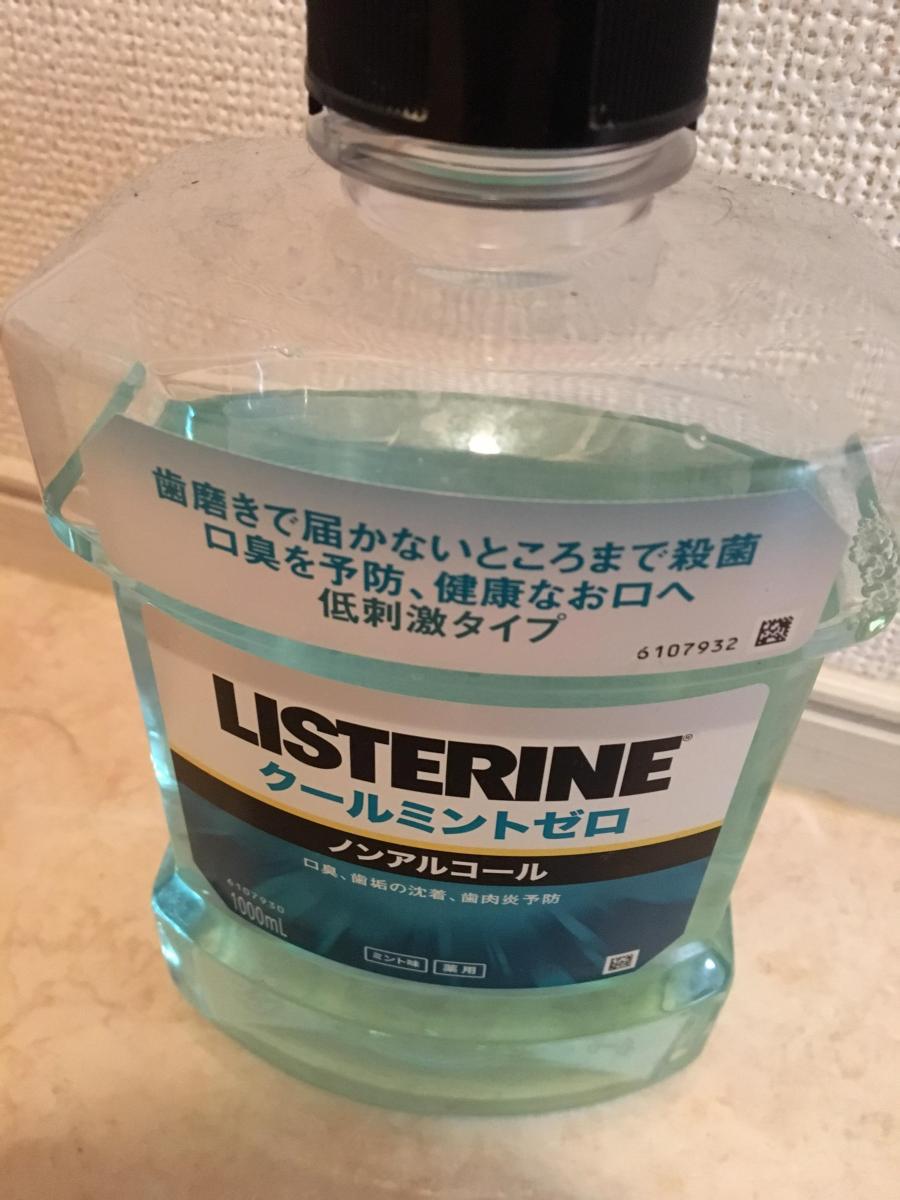 歯磨きで届かないところまで殺菌
口臭を予防、健康なお口へ
低刺激タイプ
6107932
LISTERINE®
クールミントゼロ
ノンアルコール
口臭、歯垢の沈着、歯肉炎予防
6107930
1000mL
ミント味 薬用